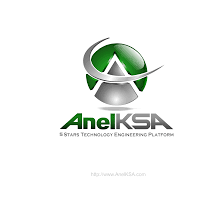 AnelKSA
5 Stars Technology Engineering Platform
http://www.AnelKSA.com